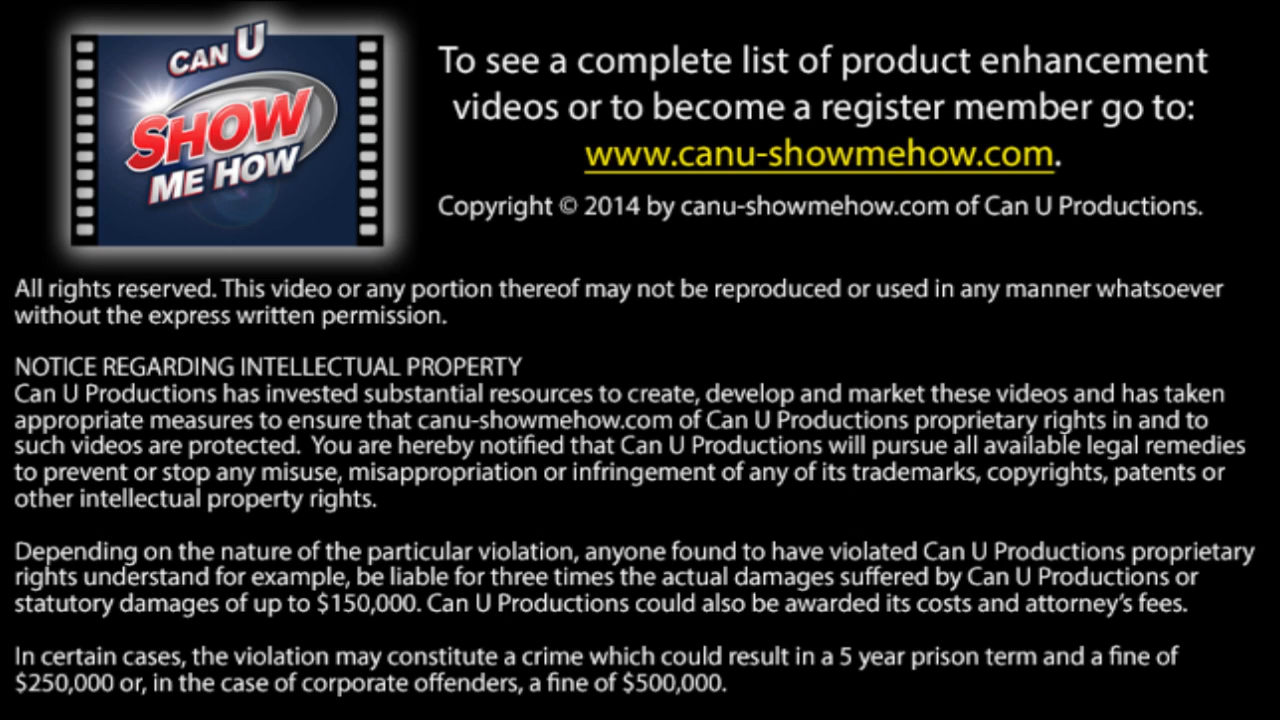 CAN U
SHOW
ME HOW
To see a complete list of product enhancement
videos or to become a register member go to:
www.canu-showmehow.com.
Copyright © 2014 by canu-showmehow.com of Can U Productions.
All rights reserved. This video or any portion thereof may not be reproduced or used in any manner whatsoever
without the express written permission.
NOTICE REGARDING INTELLECTUAL PROPERTY
Can U Productions has invested substantial resources to create, develop and market these videos and has taken
appropriate measures to ensure that canu-showmehow.com of Can U Productions proprietary rights in and to
such videos are protected.  You are hereby notified that Can U Productions will pursue all available legal remedies
to prevent or stop any misuse, misappropriation or infringement of any of its trademarks, copyrights, patents or
other intellectual property rights.
Depending on the nature of the particular violation, anyone found to have violated Can U Productions proprietary
rights understand for example, be liable for three times the actual damages suffered by Can U Productions or
statutory damages of up to $150,000. Can U Productions could also be awarded its costs and attorney's fees.
In certain cases, the violation may constitute a crime which could result in a 5 year prison term and a fine of
$250,000 or, in the case of corporate offenders, a fine of $500,000.